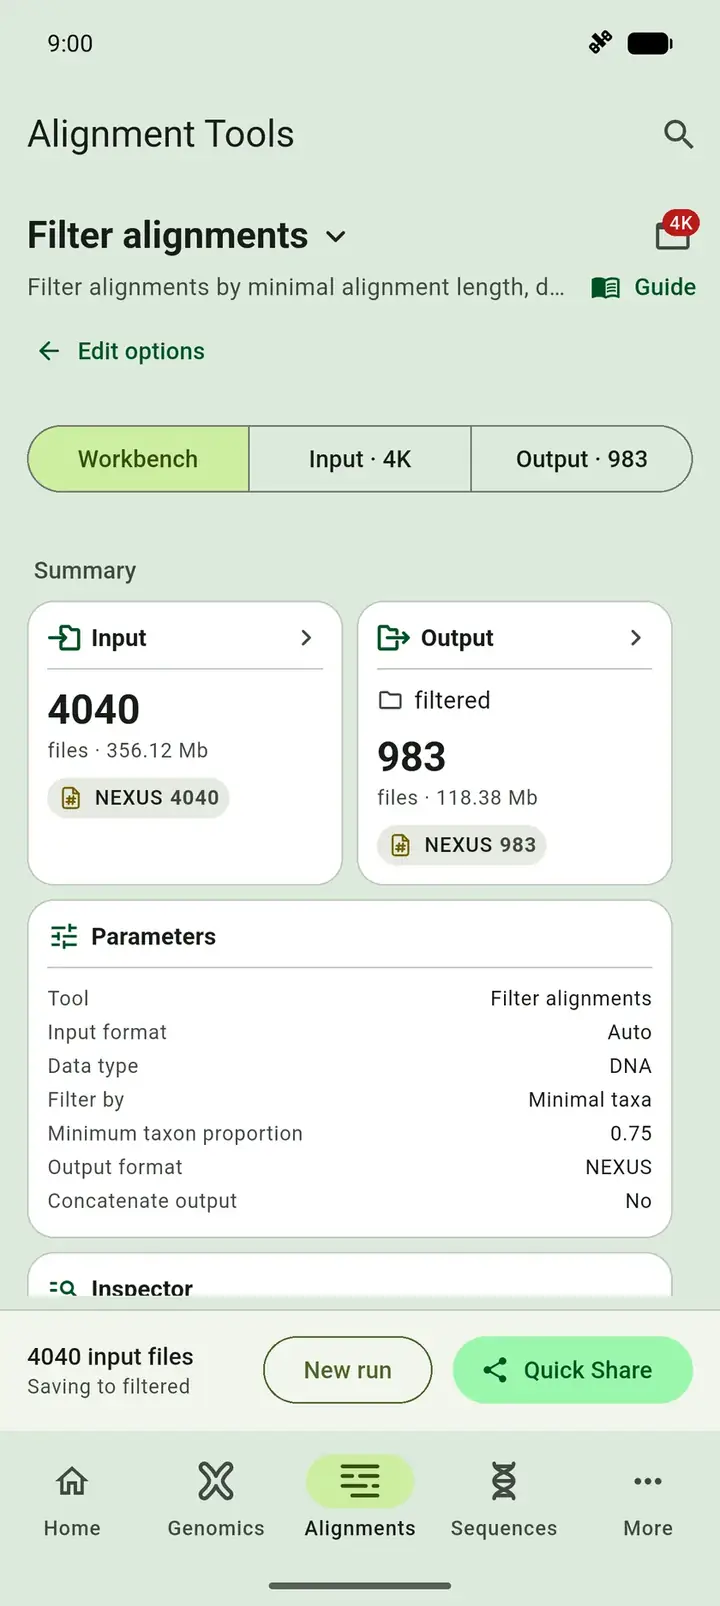 9:00
Alignment Tools
Filter alignments
4K
Filter alignments by minimal alignment length, d...
Guide
Edit options
Workbench
Input · 4K
Output · 983
Summary
Input
4040
files · 356.12 Mb
NEXUS 4040
Output
filtered
983
files · 118.38 Mb
NEXUS 983
Parameters
Tool Filter alignments
Input format Auto
Data type DNA
Filter by Minimal taxa
Minimum taxon proportion 0.75
Output format NEXUS
Concatenate output No
Inspector
4040 input files
Saving to filtered
New run
Quick Share
Home
Genomics
Alignments
Sequences
More